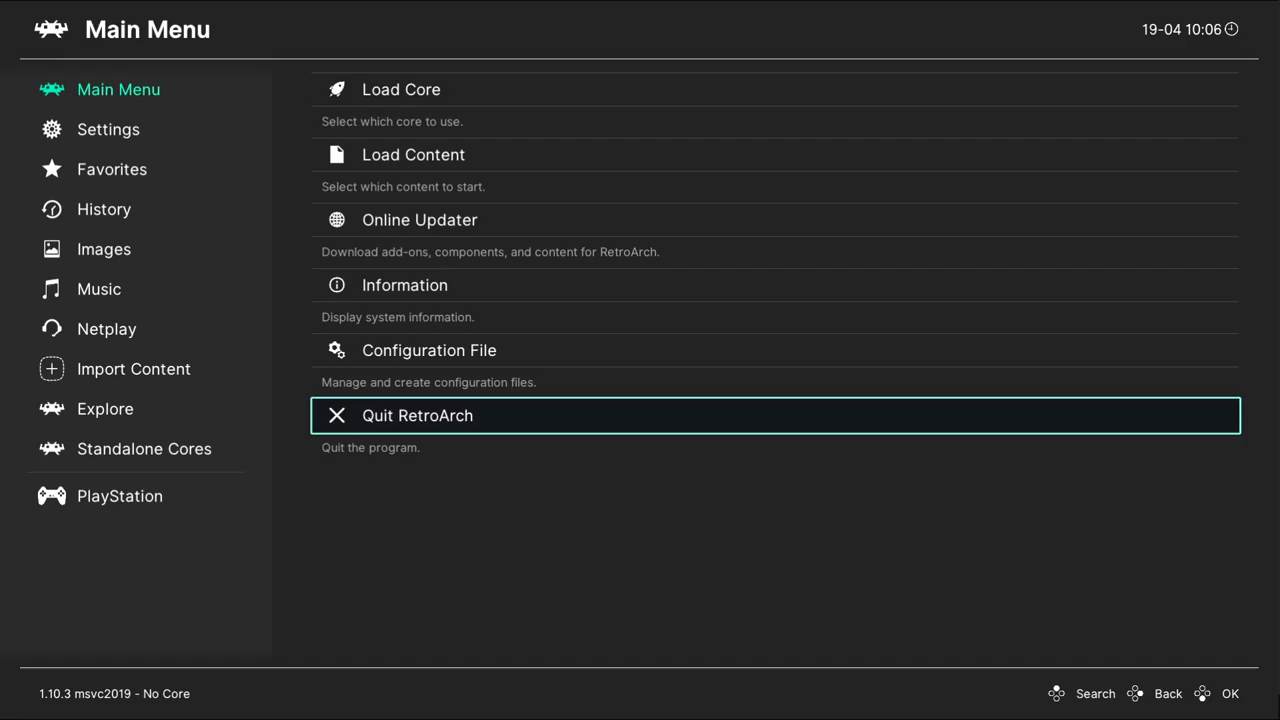 Main Menu
19-04 10:06
Main Menu
Settings
Favorites
History
Images
Music
Netplay
Import Content
Explore
Standalone Cores
PlayStation
Load Core
Select which core to use.
Load Content
Select which content to start.
Online Updater
Download add-ons, components, and content for RetroArch.
Information
Display system information.
Configuration File
Manage and create configuration files.
Quit RetroArch
Quit the program.
1.10.3 msvc2019 - No Core
Search Back OK